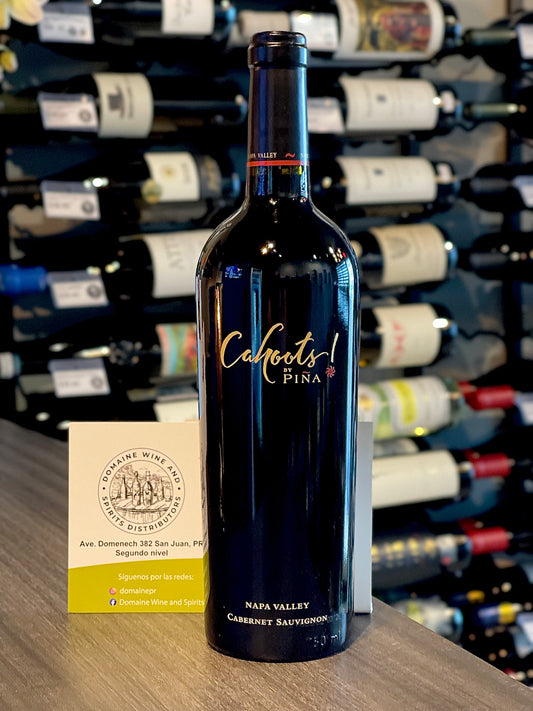 NAPA VALLEY
Cahoots!
BY
PIÑA
NAPA VALLEY
CABERNET SAUVIGNON
750 ml
DOMAINE WINE AND
SPIRITS DISTRIBUTORS
Ave. Domenech 382 San Juan, PR
Segundo nivel
Síguenos por las redes:
domainepr
Domaine Wine and Spirits